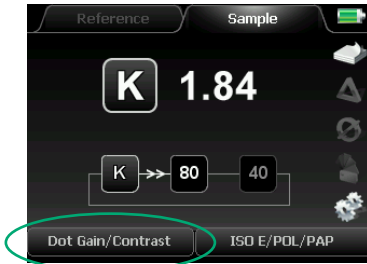 Reference Sample
K 1.84
K >> 80 40
Dot Gain/Contrast ISO E/POL/PAP